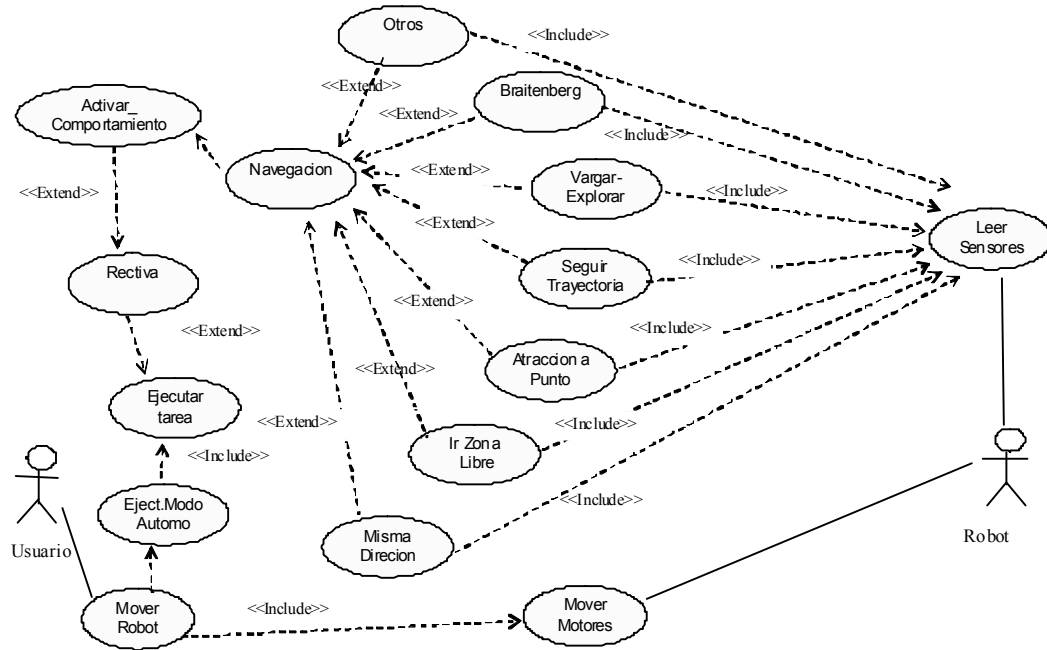 Otros
<<Include>>
<<Extend>>
Braitenberg
Activar_
Comportamiento
<<Extend>>
<<Include>>
Navegacion
<<Extend>>
Vargar-
Explorar
<<Include>>
<<Extend>>
<<Extend>>
Leer
Sensores
Rectiva
Seguir
Trayectoria
<<Include>>
<<Extend>>
<<Extend>>
<<Include>>
Atraccion a
Punto
<<Extend>>
Ejecutar
tarea
<<Extend>>
<<Include>>
Ir Zona
Libre
<<Include>>
Eject.Modo
Automo
<<Include>>
Misma
Direcion
Usuario
Robot
Mover
Robot
<<Include>>
Mover
Motores